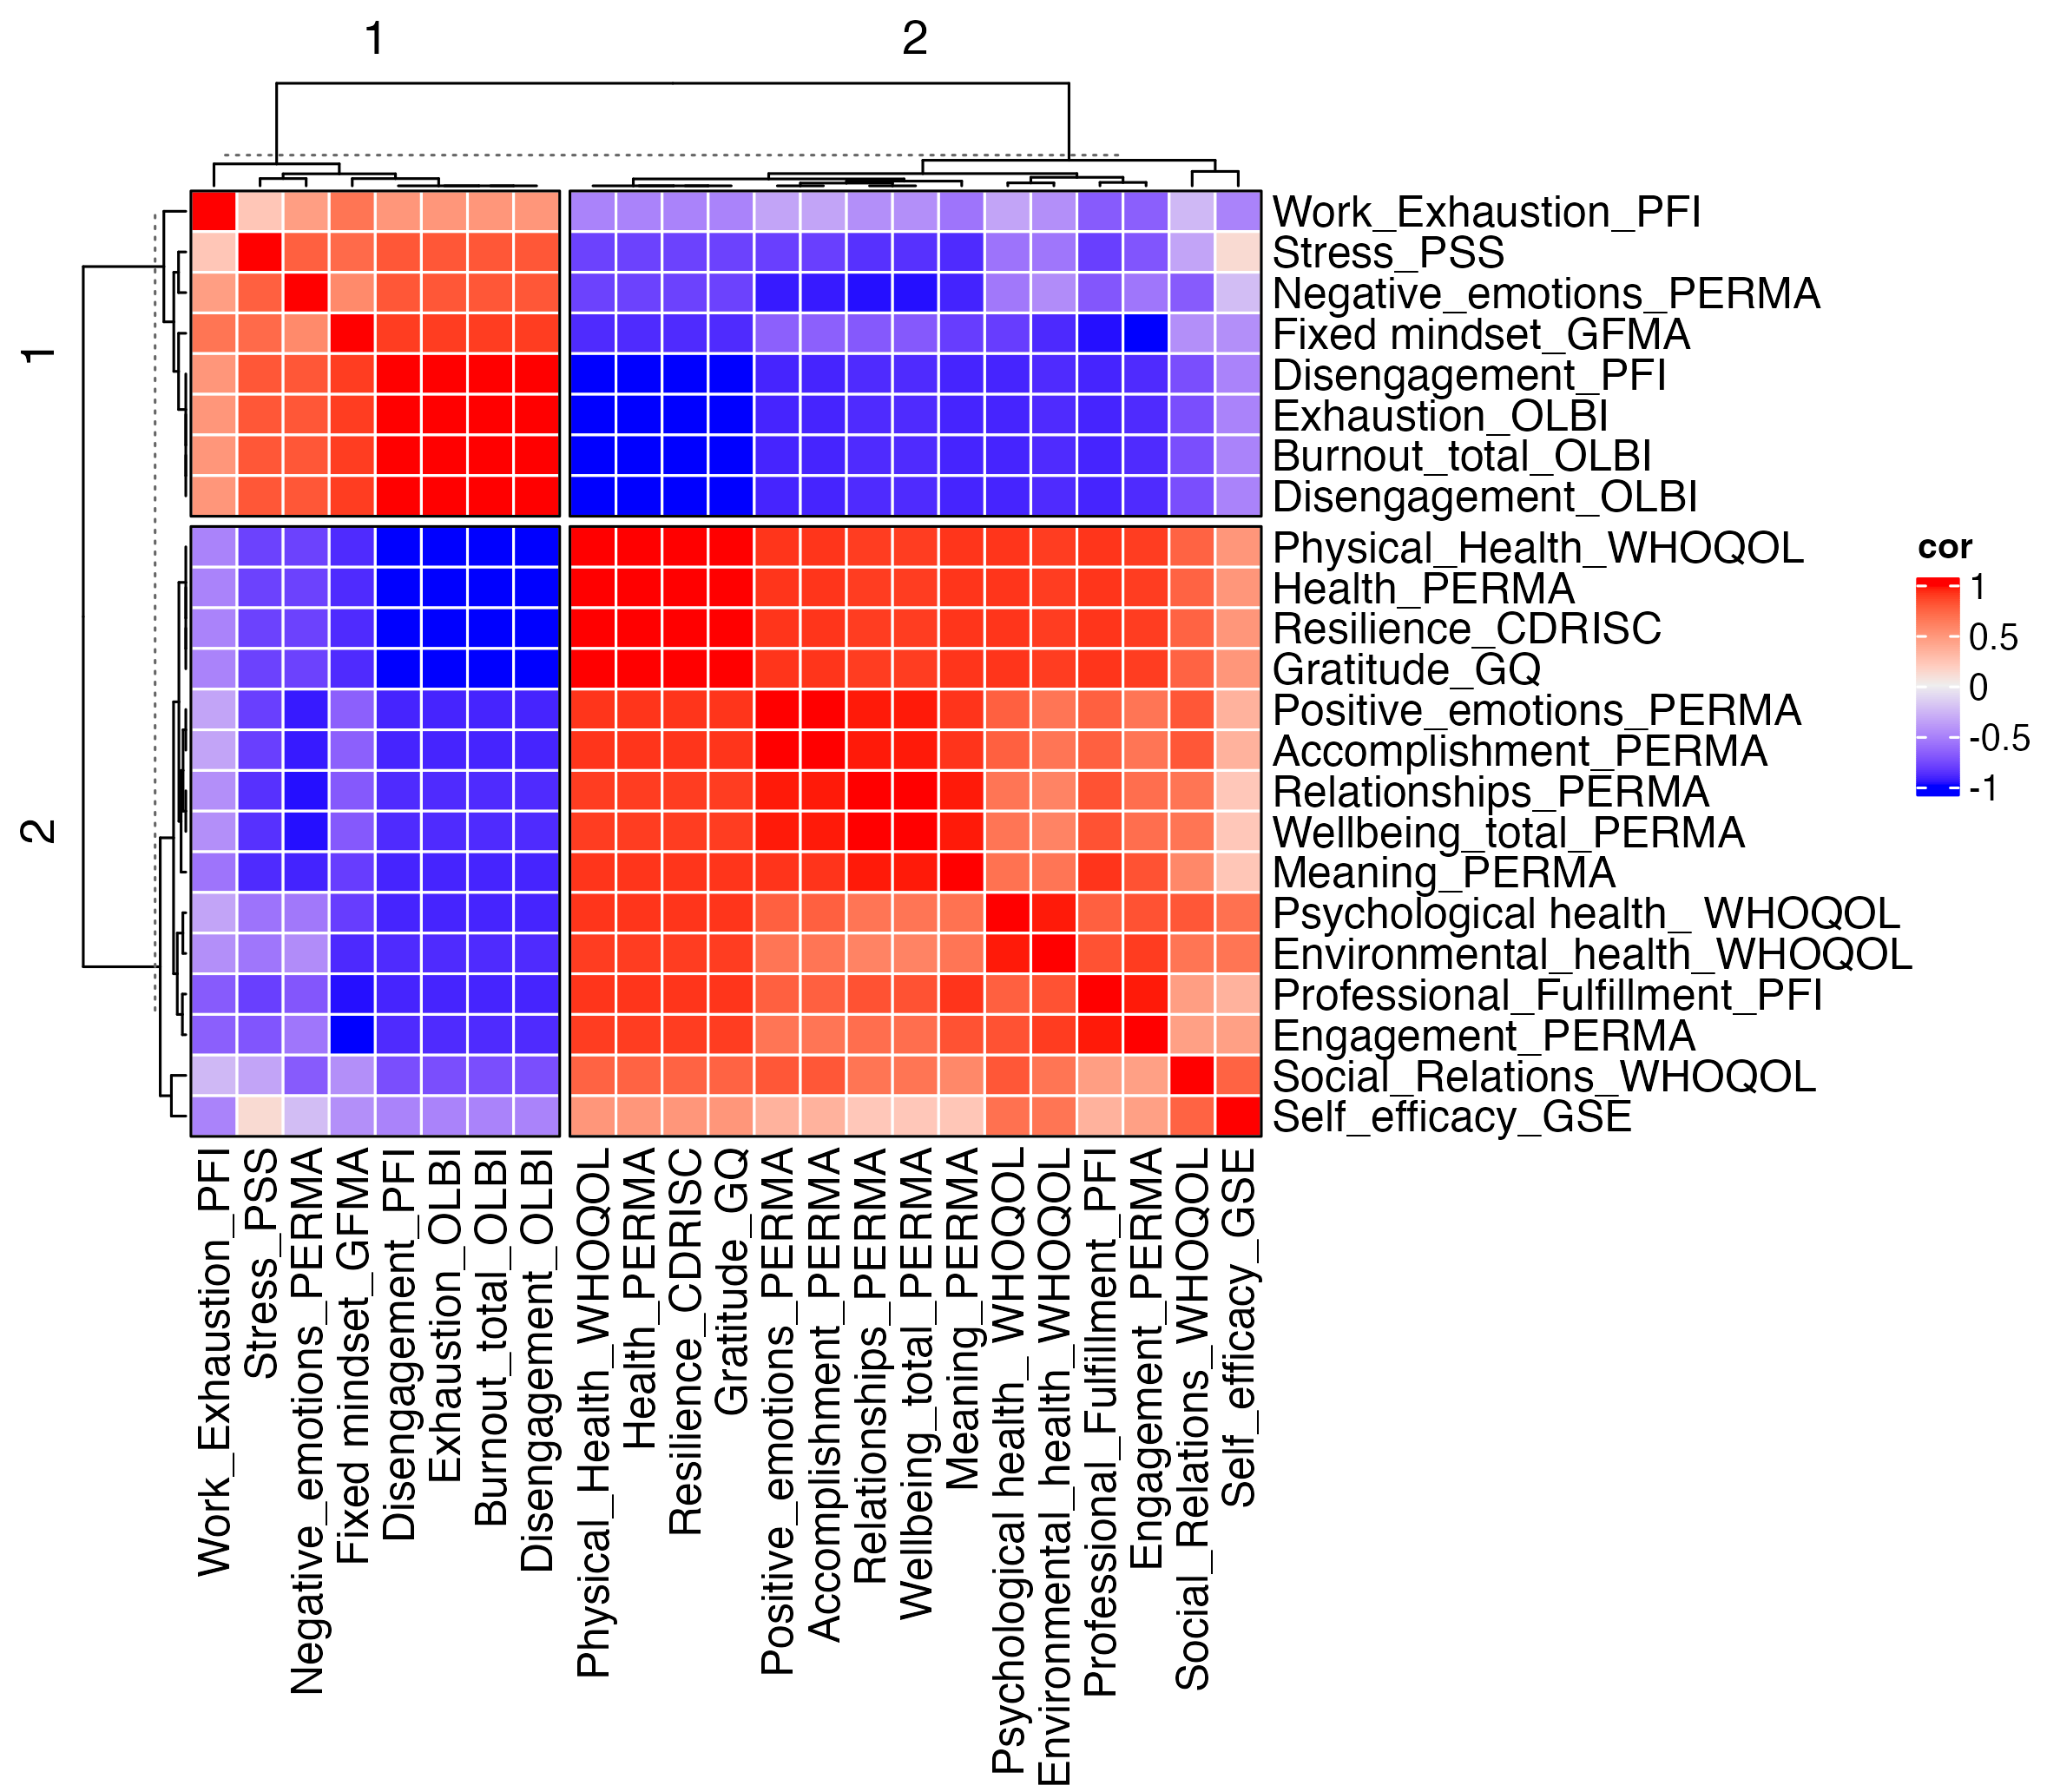 1
2
1
2
Work_Exhaustion_PFI
Stress_PSS
Negative_emotions_PERMA
Fixed mindset_GFMA
Disengagement_PFI
Exhaustion_OLBI
Burnout_total_OLBI
Disengagement_OLBI
Physical_Health_WHOQOL
Health_PERMA
Resilience_CDRISC
Gratitude_GQ
Positive_emotions_PERMA
Accomplishment_PERMA
Relationships_PERMA
Wellbeing_total_PERMA
Meaning_PERMA
Psychological health_ WHOQOL
Environmental_health_WHOQOL
Professional_Fulfillment_PFI
Engagement_PERMA
Social_Relations_WHOQOL
Self_efficacy_GSE
cor
1
0.5
0
-0.5
-1
Work_Exhaustion_PFI
Stress_PSS
Negative_emotions_PERMA
Fixed mindset_GFMA
Disengagement_PFI
Exhaustion_OLBI
Burnout_total_OLBI
Disengagement_OLBI
Physical_Health_WHOQOL
Health_PERMA
Resilience_CDRISC
Gratitude_GQ
Positive_emotions_PERMA
Accomplishment_PERMA
Relationships_PERMA
Wellbeing_total_PERMA
Meaning_PERMA
Psychological health_ WHOQOL
Environmental_health_WHOQOL
Professional_Fulfillment_PFI
Engagement_PERMA
Social_Relations_WHOQOL
Self_efficacy_GSE